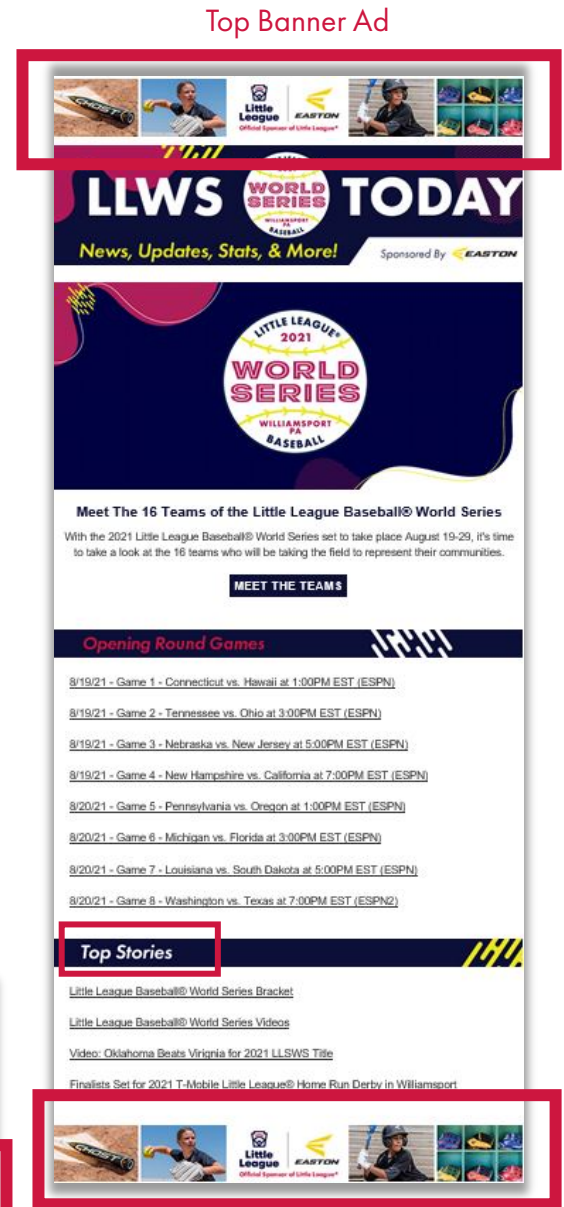 Top Banner Ad
GHOST
Little
League
EASTON
Official Sponsor of Little League®
LLWS WORLD SERIES TODAY
WILLIAMSPORT
PA
BASEBALL
News, Updates, Stats, & More!
Sponsored By EASTON
LITTLE LEAGUE®
2021
WORLD
SERIES
WILLIAMSPORT
PA
BASEBALL
Meet The 16 Teams of the Little League Baseball® World Series
With the 2021 Little League Baseball® World Series set to take place August 19-29, it's time
to take a look at the 16 teams who will be taking the field to represent their communities.
MEET THE TEAMS
Opening Round Games
8/19/21 - Game 1 - Connecticut vs. Hawaii at 1:00PM EST (ESPN)
8/19/21 - Game 2 - Tennessee vs. Ohio at 3:00PM EST (ESPN)
8/19/21 - Game 3 - Nebraska vs. New Jersey at 5:00PM EST (ESPN)
8/19/21 - Game 4 - New Hampshire vs. California at 7:00PM EST (ESPN)
8/20/21 - Game 5 - Pennsylvania vs. Oregon at 1:00PM EST (ESPN)
8/20/21 - Game 6 - Michigan vs. Florida at 3:00PM EST (ESPN)
8/20/21 - Game 7 - Louisiana vs. South Dakota at 5:00PM EST (ESPN)
8/20/21 - Game 8 - Washington vs. Texas at 7:00PM EST (ESPN2)
Top Stories
Little League Baseball® World Series Bracket
Little League Baseball® World Series Videos
Video: Oklahoma Beats Virignia for 2021 LLSWS Title
Finalists Set for 2021 T-Mobile Little League® Home Run Derby in Williamsport
GHOST
Little
League
EASTON
Official Sponsor of Little League®